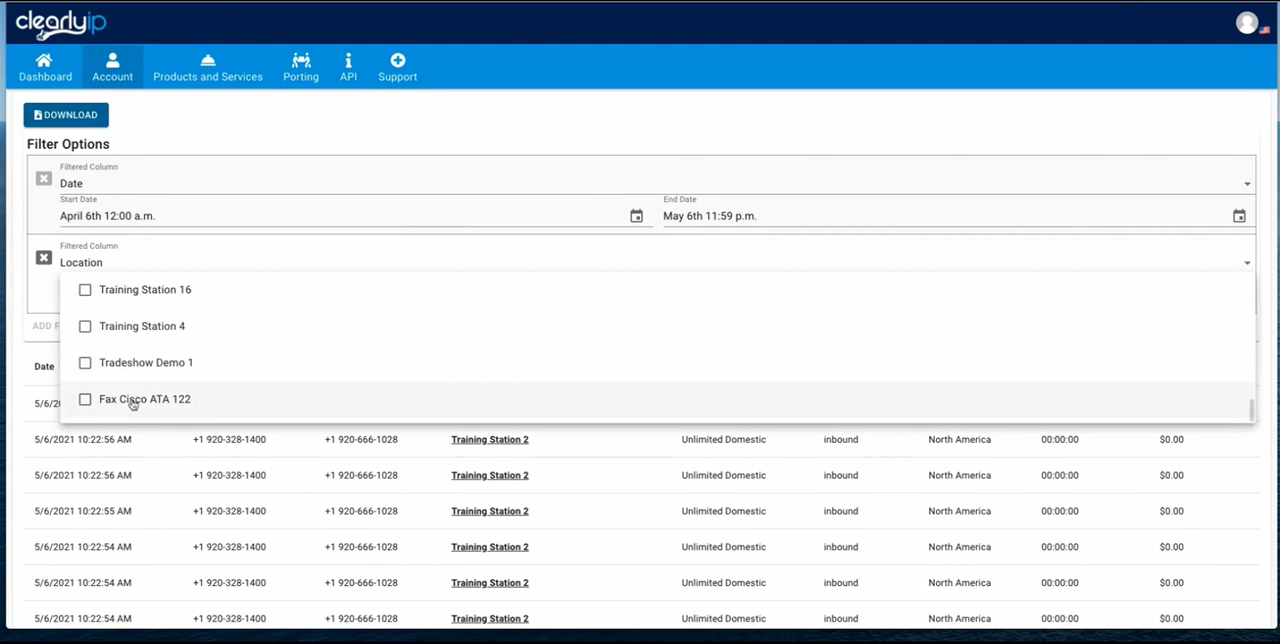 clearlyip
Dashboard Account Products and Services Porting API Support
DOWNLOAD
Filter Options
Filtered Column
Date
Start Date End Date
April 6th 12:00 a.m. May 6th 11:59 p.m.
Filtered Column
Location
Training Station 16
ADD F Training Station 4
Date Tradeshow Demo 1
5/6/20 Fax Cisco ATA 122
5/6/2021 10:22:56 AM +1 920-328-1400 +1 920-666-1028 Training Station 2 Unlimited Domestic inbound North America 00:00:00 $0.00
5/6/2021 10:22:56 AM +1 920-328-1400 +1 920-666-1028 Training Station 2 Unlimited Domestic inbound North America 00:00:00 $0.00
5/6/2021 10:22:55 AM +1 920-328-1400 +1 920-666-1028 Training Station 2 Unlimited Domestic inbound North America 00:00:00 $0.00
5/6/2021 10:22:54 AM +1 920-328-1400 +1 920-666-1028 Training Station 2 Unlimited Domestic inbound North America 00:00:00 $0.00
5/6/2021 10:22:54 AM +1 920-328-1400 +1 920-666-1028 Training Station 2 Unlimited Domestic inbound North America 00:00:00 $0.00
5/6/2021 10:22:54 AM +1 920-328-1400 +1 920-666-1028 Training Station 2 Unlimited Domestic inbound North America 00:00:00 $0.00